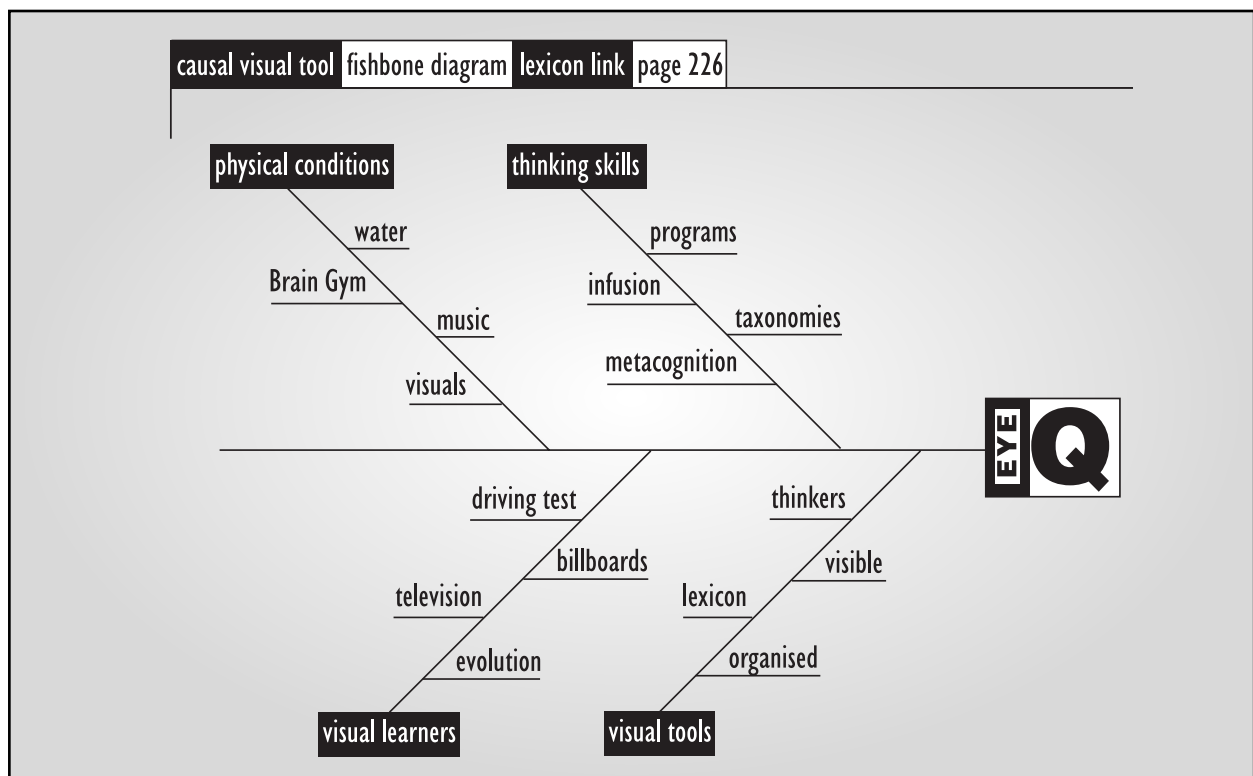 causal visual tool fishbone diagram lexicon link page 226
physical conditions
water
Brain Gym
music
visuals
thinking skills
programs
infusion
taxonomies
metacognition
EYE Q
driving test
billboards
television
evolution
visual learners
thinkers
visible
lexicon
organised
visual tools